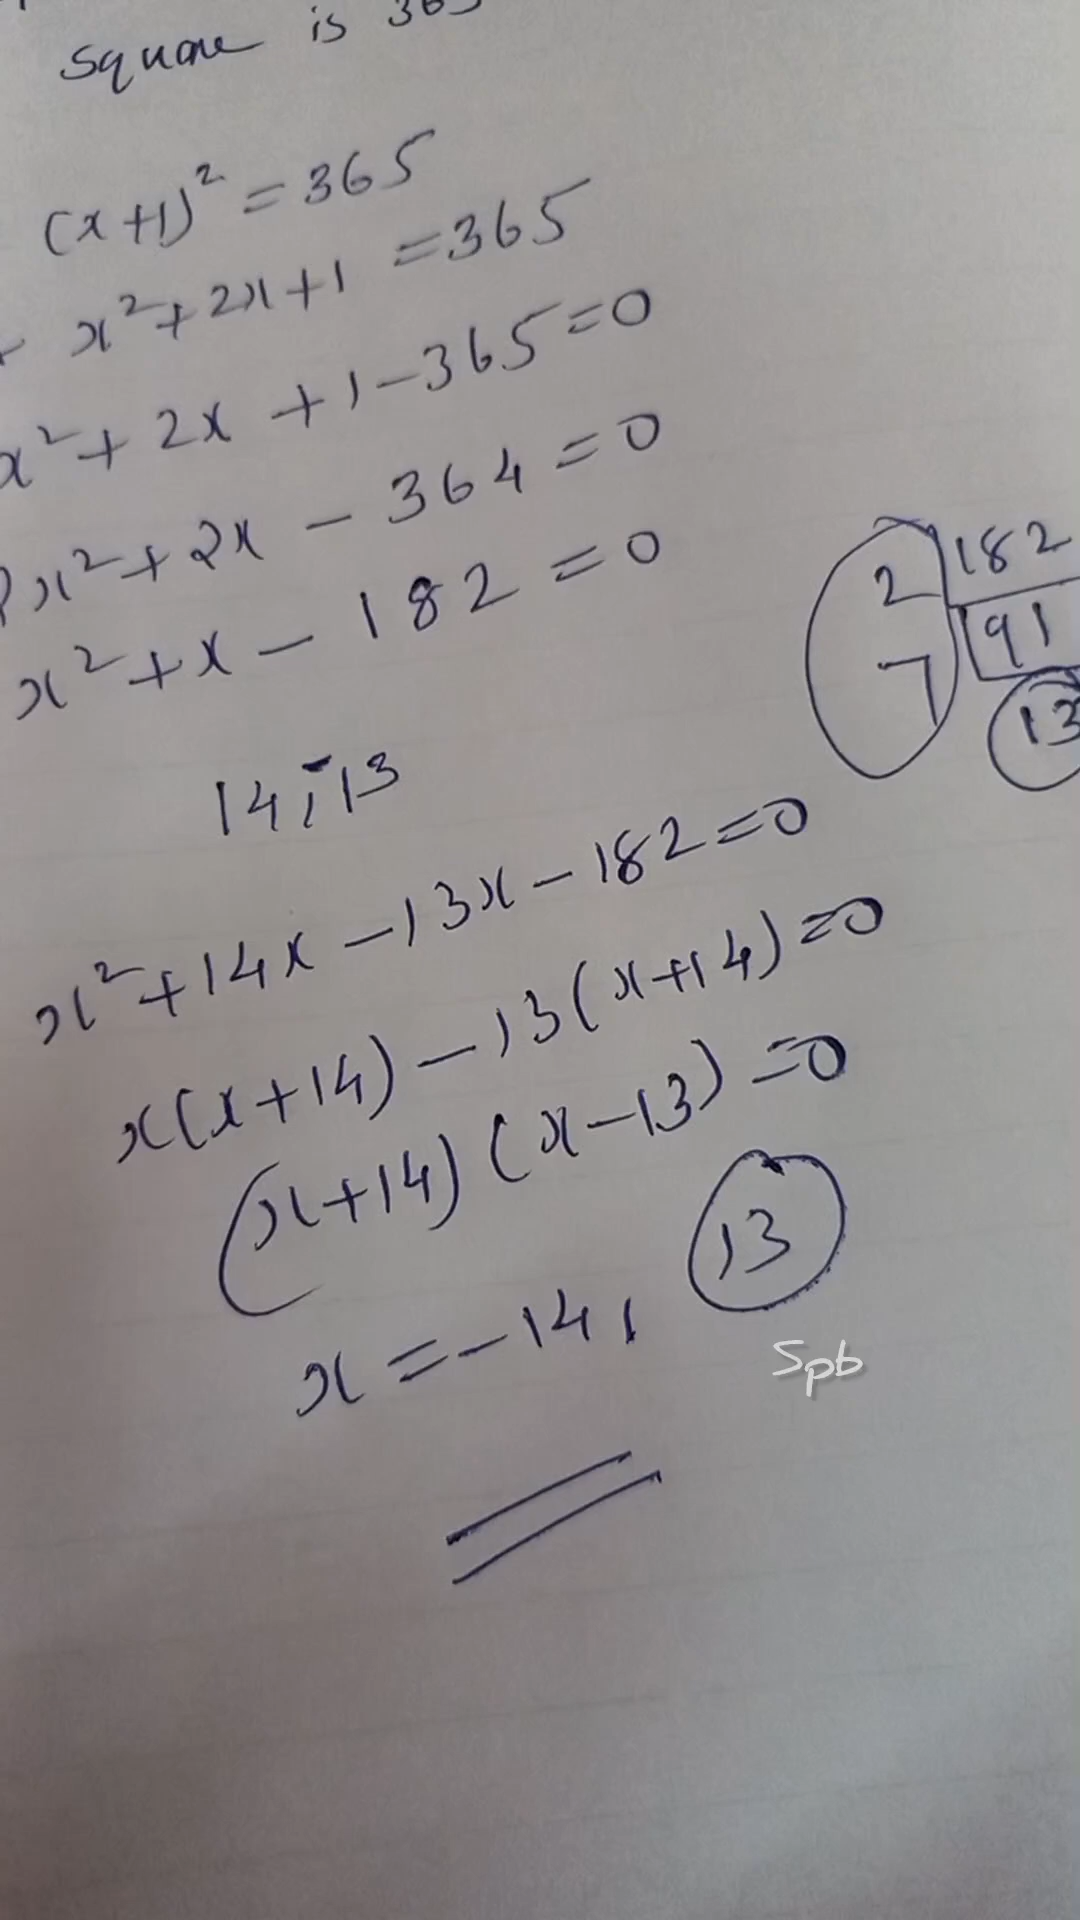 square is 365
(x+1)² = 365
+ x² + 2x + 1 = 365
x² + 2x + 1 - 365 = 0
2x² + 2x - 364 = 0
x² + x - 182 = 0
2 | 182
7 | 91
13
14, -13
x² + 14x - 13x - 182 = 0
x(x+14) - 13(x+14) = 0
(x+14) (x-13) = 0
x = -14, 13
Spb